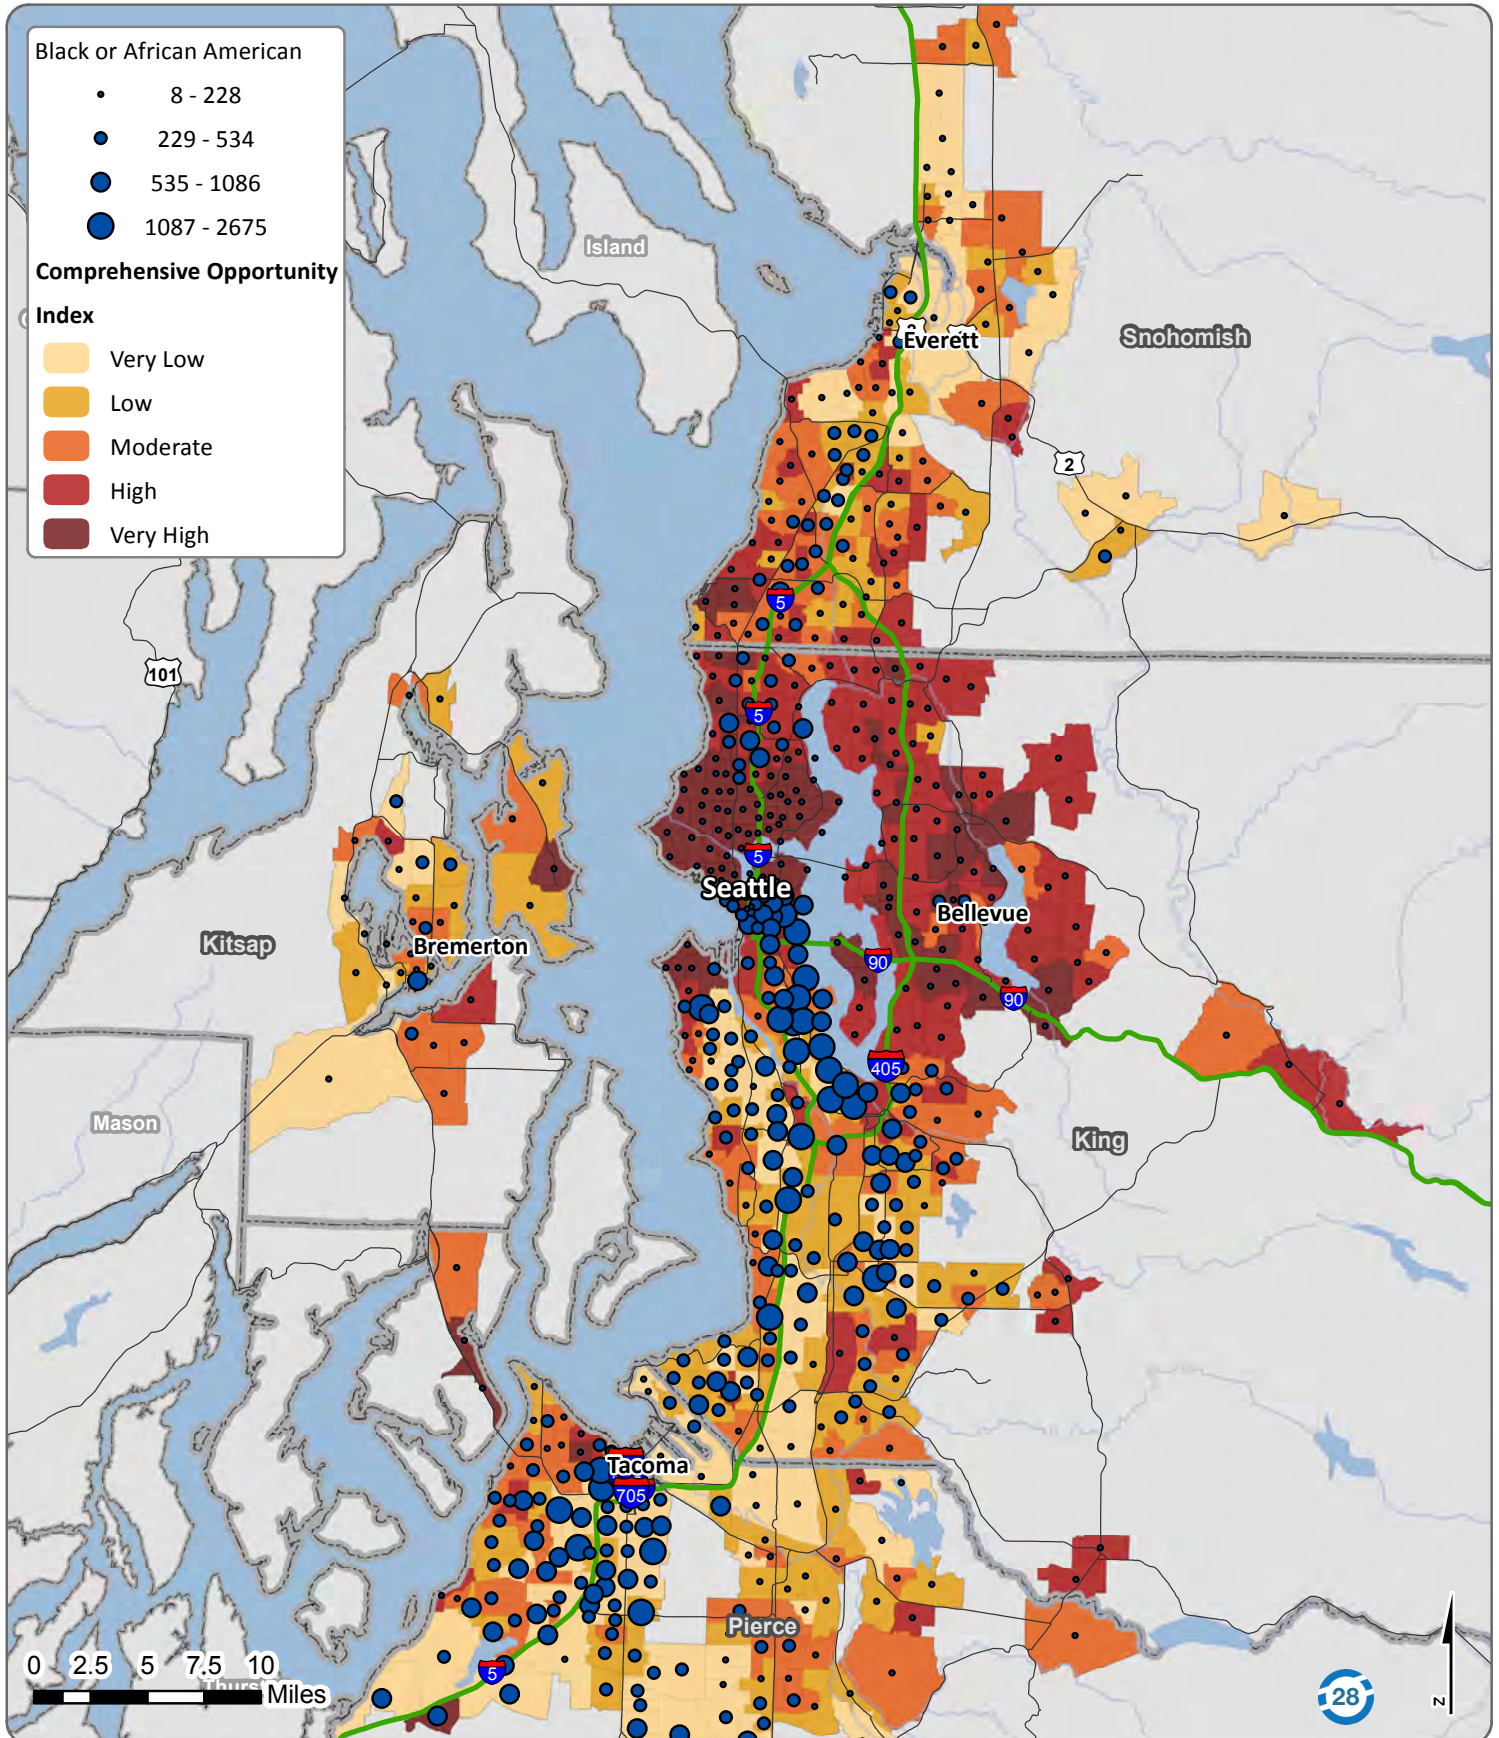 Black or African American
8 - 228
229 - 534
535 - 1086
1087 - 2675
Comprehensive Opportunity
Index
Very Low
Low
Moderate
High
Very High
Island
Snohomish
Everett
2
101
5
5
5
Seattle
Bellevue
Kitsap
Bremerton
90
90
405
Mason
King
Tacoma
705
Pierce
5
0 2.5 5 7.5 10
Miles
28
N